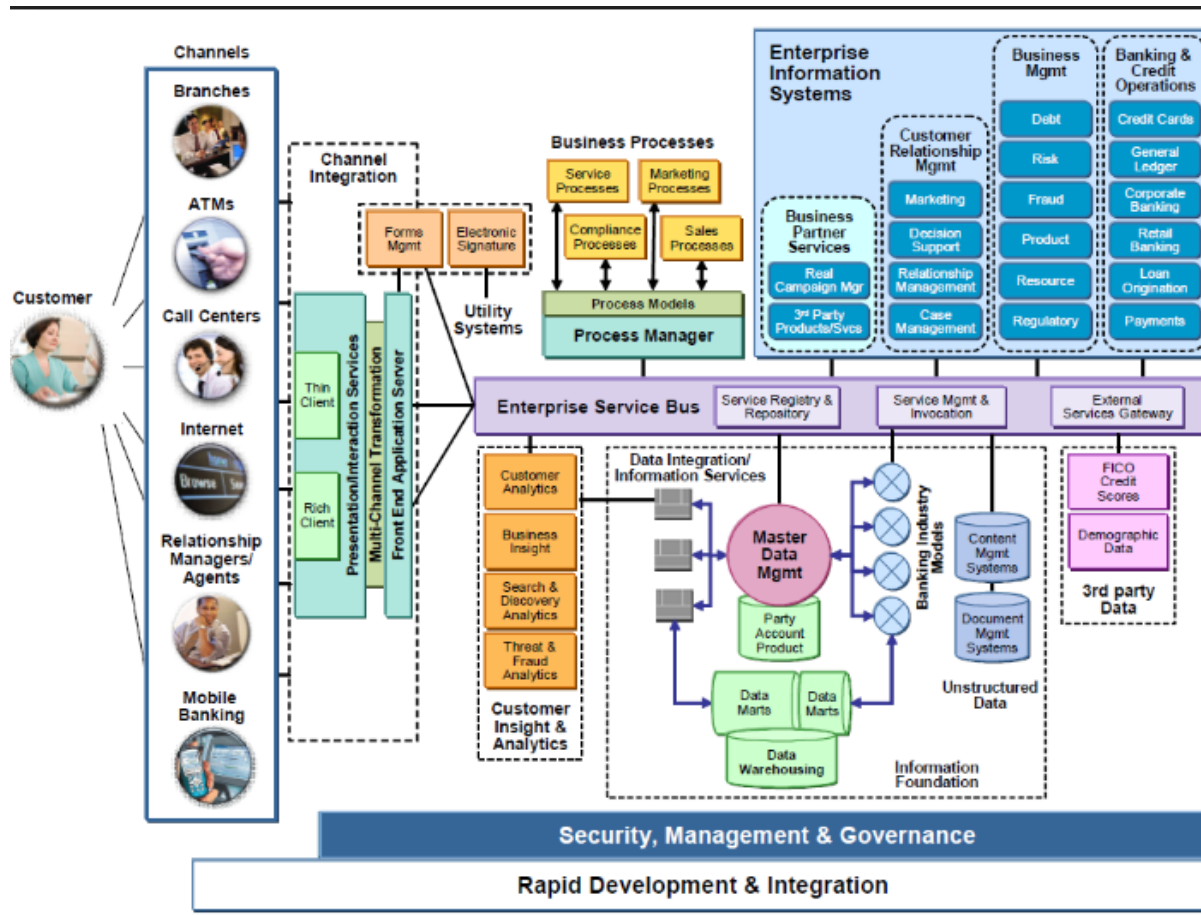 Channels
Branches
ATMs
Customer
Call Centers
Internet
Browse
Relationship
Managers/
Agents
Mobile
Banking
Channel
Integration
Thin
Client
Rich
Client
Presentation/Interaction Services
Multi-Channel Transformation
Front End Application Server
Forms
Mgmt
Electronic
Signature
Utility
Systems
Business Processes
Service
Processes
Marketing
Processes
Compliance
Processes
Sales
Processes
Process Models
Process Manager
Enterprise
Information
Systems
Business
Partner
Services
Real
Campaign Mgr
3rd Party
Products/Svcs
Customer
Relationship
Mgmt
Marketing
Decision
Support
Relationship
Management
Case
Management
Business
Mgmt
Debt
Risk
Fraud
Product
Resource
Regulatory
Banking &
Credit
Operations
Credit Cards
General
Ledger
Corporate
Banking
Retail
Banking
Loan
Origination
Payments
Enterprise Service Bus
Service Registry &
Repository
Service Mgmt &
Invocation
External
Services Gateway
Customer
Analytics
Business
Insight
Search &
Discovery
Analytics
Threat &
Fraud
Analytics
Customer
Insight &
Analytics
Data Integration/
Information Services
Master
Data
Mgmt
Party
Account
Product
Data
Marts
Data
Marts
Data
Warehousing
Banking Industry
Models
Content
Mgmt
Systems
Document
Mgmt
Systems
Unstructured
Data
Information
Foundation
FICO
Credit
Scores
Demographic
Data
3rd party
Data
Security, Management & Governance
Rapid Development & Integration